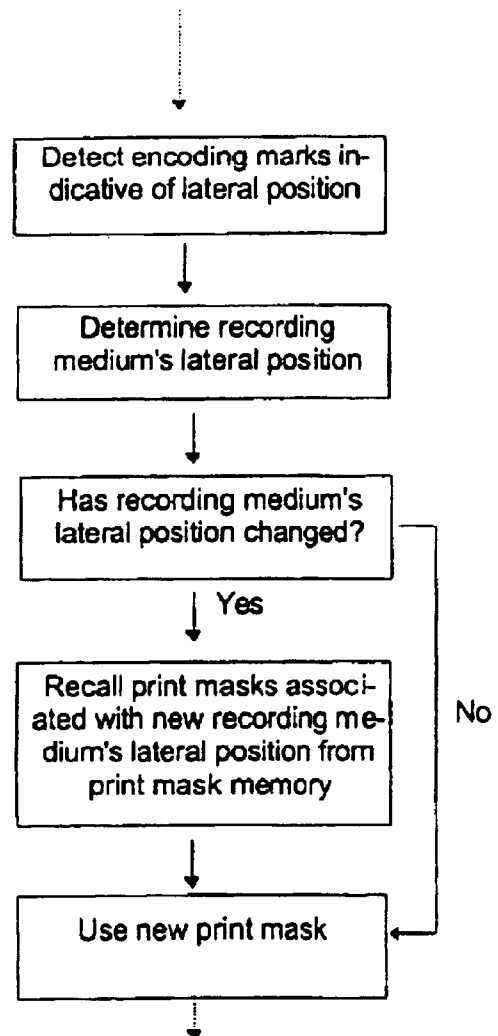 Detect encoding marks in-
dicative of lateral position
Determine recording
medium's lateral position
Has recording medium's
lateral position changed?
Yes
Recall print masks associ-
ated with new recording me-
dium's lateral position from
print mask memory
No
Use new print mask